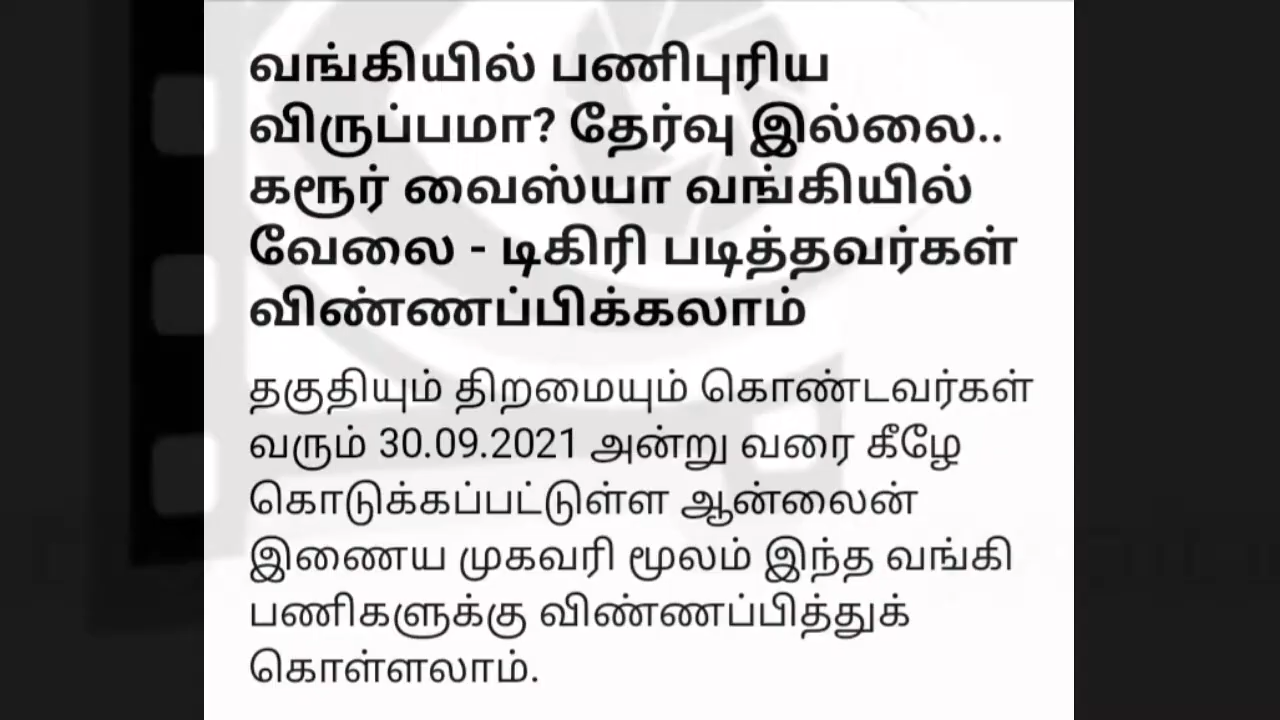 வங்கியில் பணிபுரிய
விருப்பமா? தேர்வு இல்லை..
கரூர் வைஸ்யா வங்கியில்
வேலை - டிகிரி படித்தவர்கள்
விண்ணப்பிக்கலாம்
தகுதியும் திறமையும் கொண்டவர்கள்
வரும் 30.09.2021 அன்று வரை கீழே
கொடுக்கப்பட்டுள்ள ஆன்லைன்
இணைய முகவரி மூலம் இந்த வங்கி
பணிகளுக்கு விண்ணப்பித்துக்
கொள்ளலாம்.